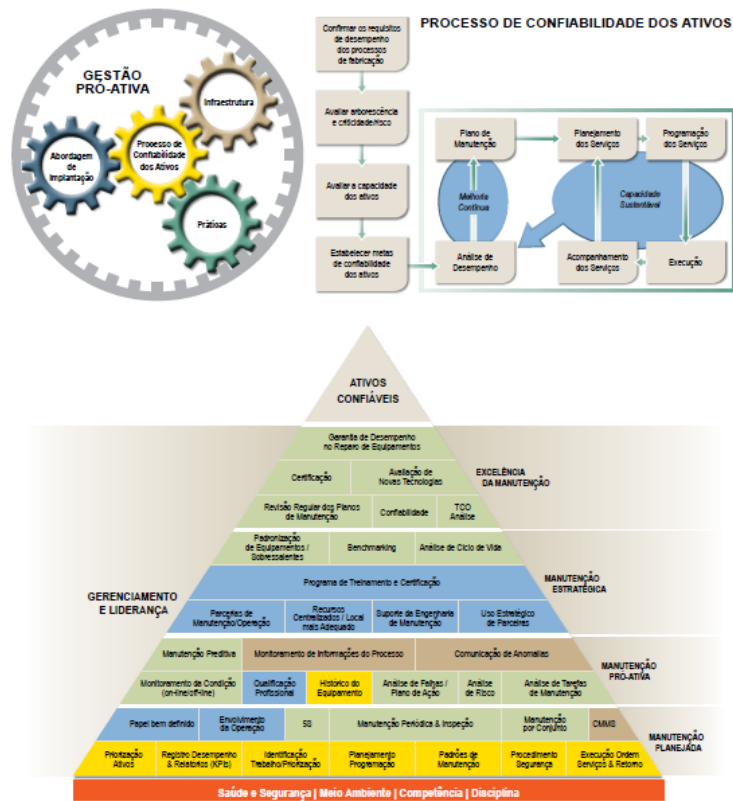 GESTÃO
PRÓ-ATIVA
Infraestrutura
Abordagem
de
Implantação
Processo de
Confiabilidade
dos Ativos
Práticas
PROCESSO DE CONFIABILIDADE DOS ATIVOS
Confirmar os requisitos
de desempenho
dos processos
de fabricação
Avaliar arborescência
e criticidade/risco
Avaliar a capacidade
dos ativos
Estabelecer metas
de confiabilidade
dos ativos
Plano de
Manutenção
Planejamento
dos Serviços
Programação
dos Serviços
Melhoria
Contínua
Capacidade
Sustentável
Análise de
Desempenho
Acompanhamento
dos Serviços
Execução
ATIVOS
CONFIÁVEIS
Garantia de Desempenho
no Reparo de Equipamentos
Certificação
Avaliação de
Novas Tecnologias
EXCELÊNCIA
DA MANUTENÇÃO
Revisão Regular dos Planos
de Manutenção
Confiabilidade
TCO
Análise
Padronização
de Equipamentos /
Sobressalentes
Benchmarking
Análise de Ciclo de Vida
GERENCIAMENTO
E LIDERANÇA
Programa de Treinamento e Certificação
MANUTENÇÃO
ESTRATÉGICA
Parcerias de
Manutenção/Operação
Recursos
Centralizados / Local
mais Adequado
Suporte da Engenharia
de Manutenção
Uso Estratégico
de Parceiras
Manutenção Preditiva
Monitoramento de Informações do Processo
Comunicação de Anomalias
MANUTENÇÃO
PRÓ-ATIVA
Monitoramento da Condição
(on-line/off-line)
Qualificação
Profissional
Histórico do
Equipamento
Análise de Falhas /
Plano de Ação
Análise
de Risco
Análise de Tarefas
de Manutenção
Papel bem definido
Envolvimento
da Operação
5S
Manutenção Periódica & Inspeção
Manutenção
por Conjunto
CMMS
MANUTENÇÃO
PLANEJADA
Priorização
Ativos
Registro Desempenho
& Relatórios (KPIs)
Identificação
Trabalho/Priorização
Planejamento
Programação
Padrões de
Manutenção
Procedimento
Segurança
Execução Ordem
Serviços & Retorno
Saúde e Segurança | Meio Ambiente | Competência | Disciplina